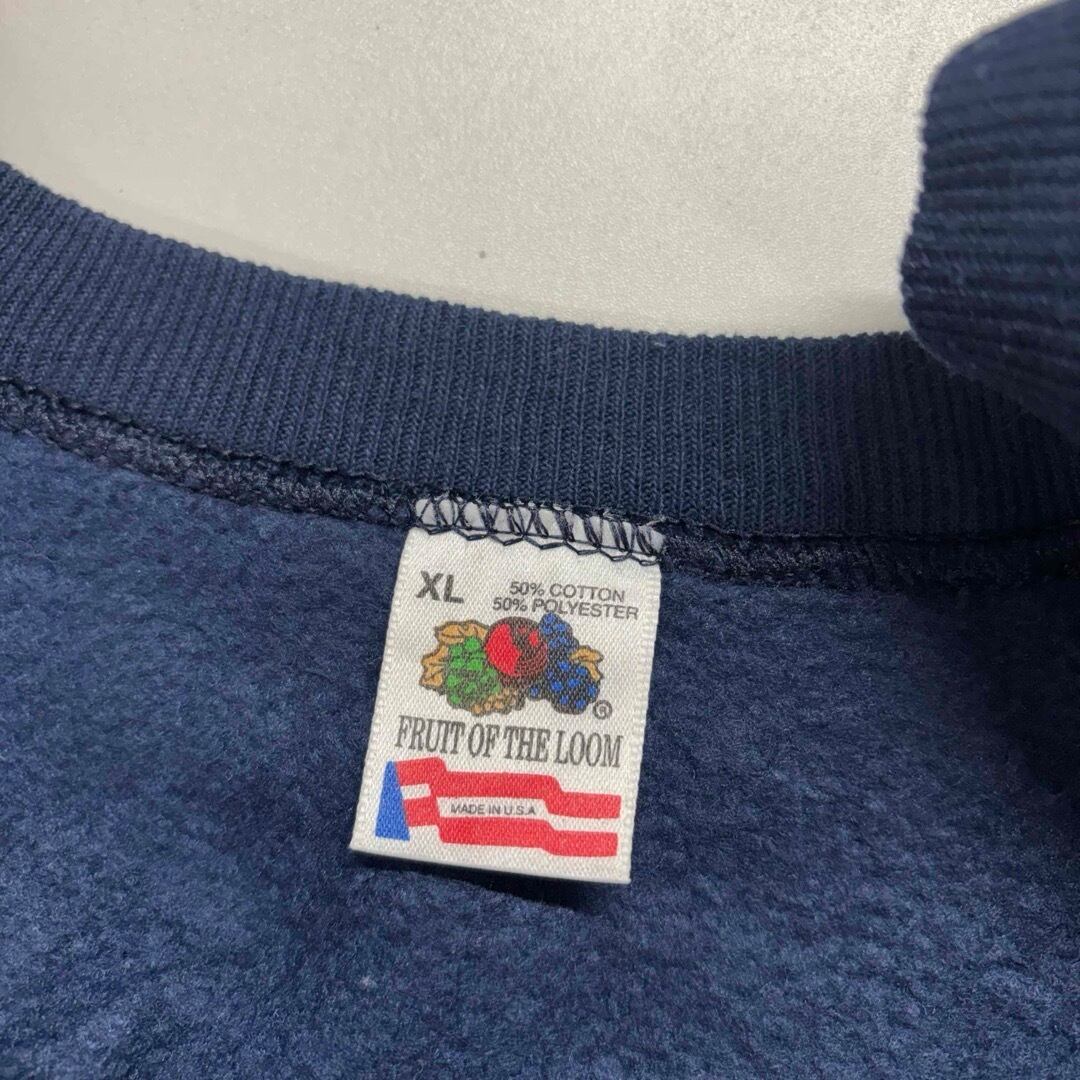 XL
50% COTTON
50% POLYESTER
®
FRUIT OF THE LOOM
MADE IN U.S.A